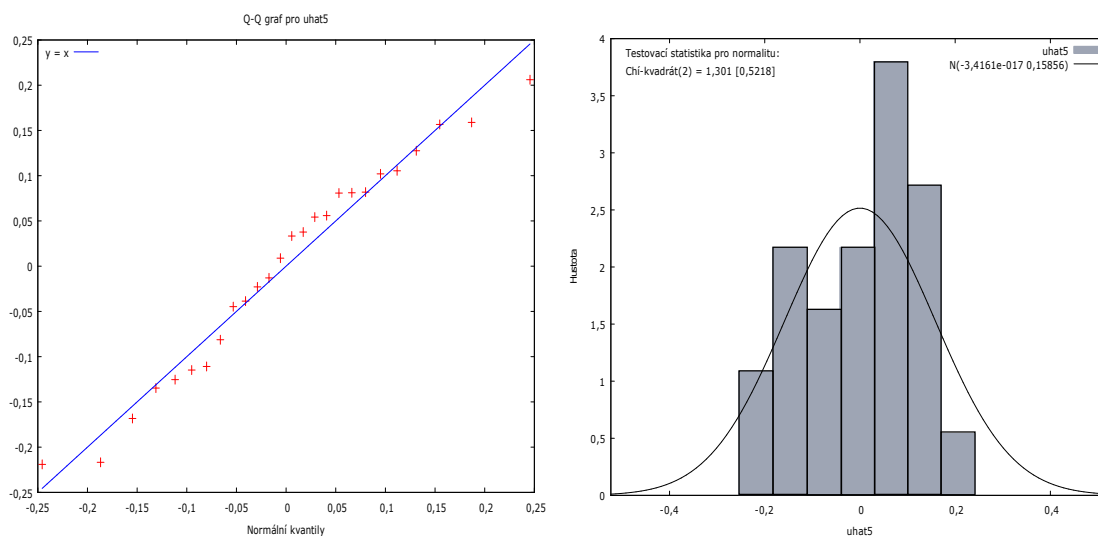 Q-Q graf pro uhat5
y = x
0,25
0,2
0,15
0,1
0,05
0
-0,05
-0,1
-0,15
-0,2
-0,25
-0,25 -0,2 -0,15 -0,1 -0,05 0 0,05 0,1 0,15 0,2 0,25
Normální kvantily
Testovací statistika pro normalitu:
Chí-kvadrát(2) = 1,301 [0,5218]
uhat5
N(-3,4161e-017 0,15856)
4
3,5
3
2,5
2
1,5
1
0,5
0
Hustota
-0,4 -0,2 0 0,2 0,4
uhat5